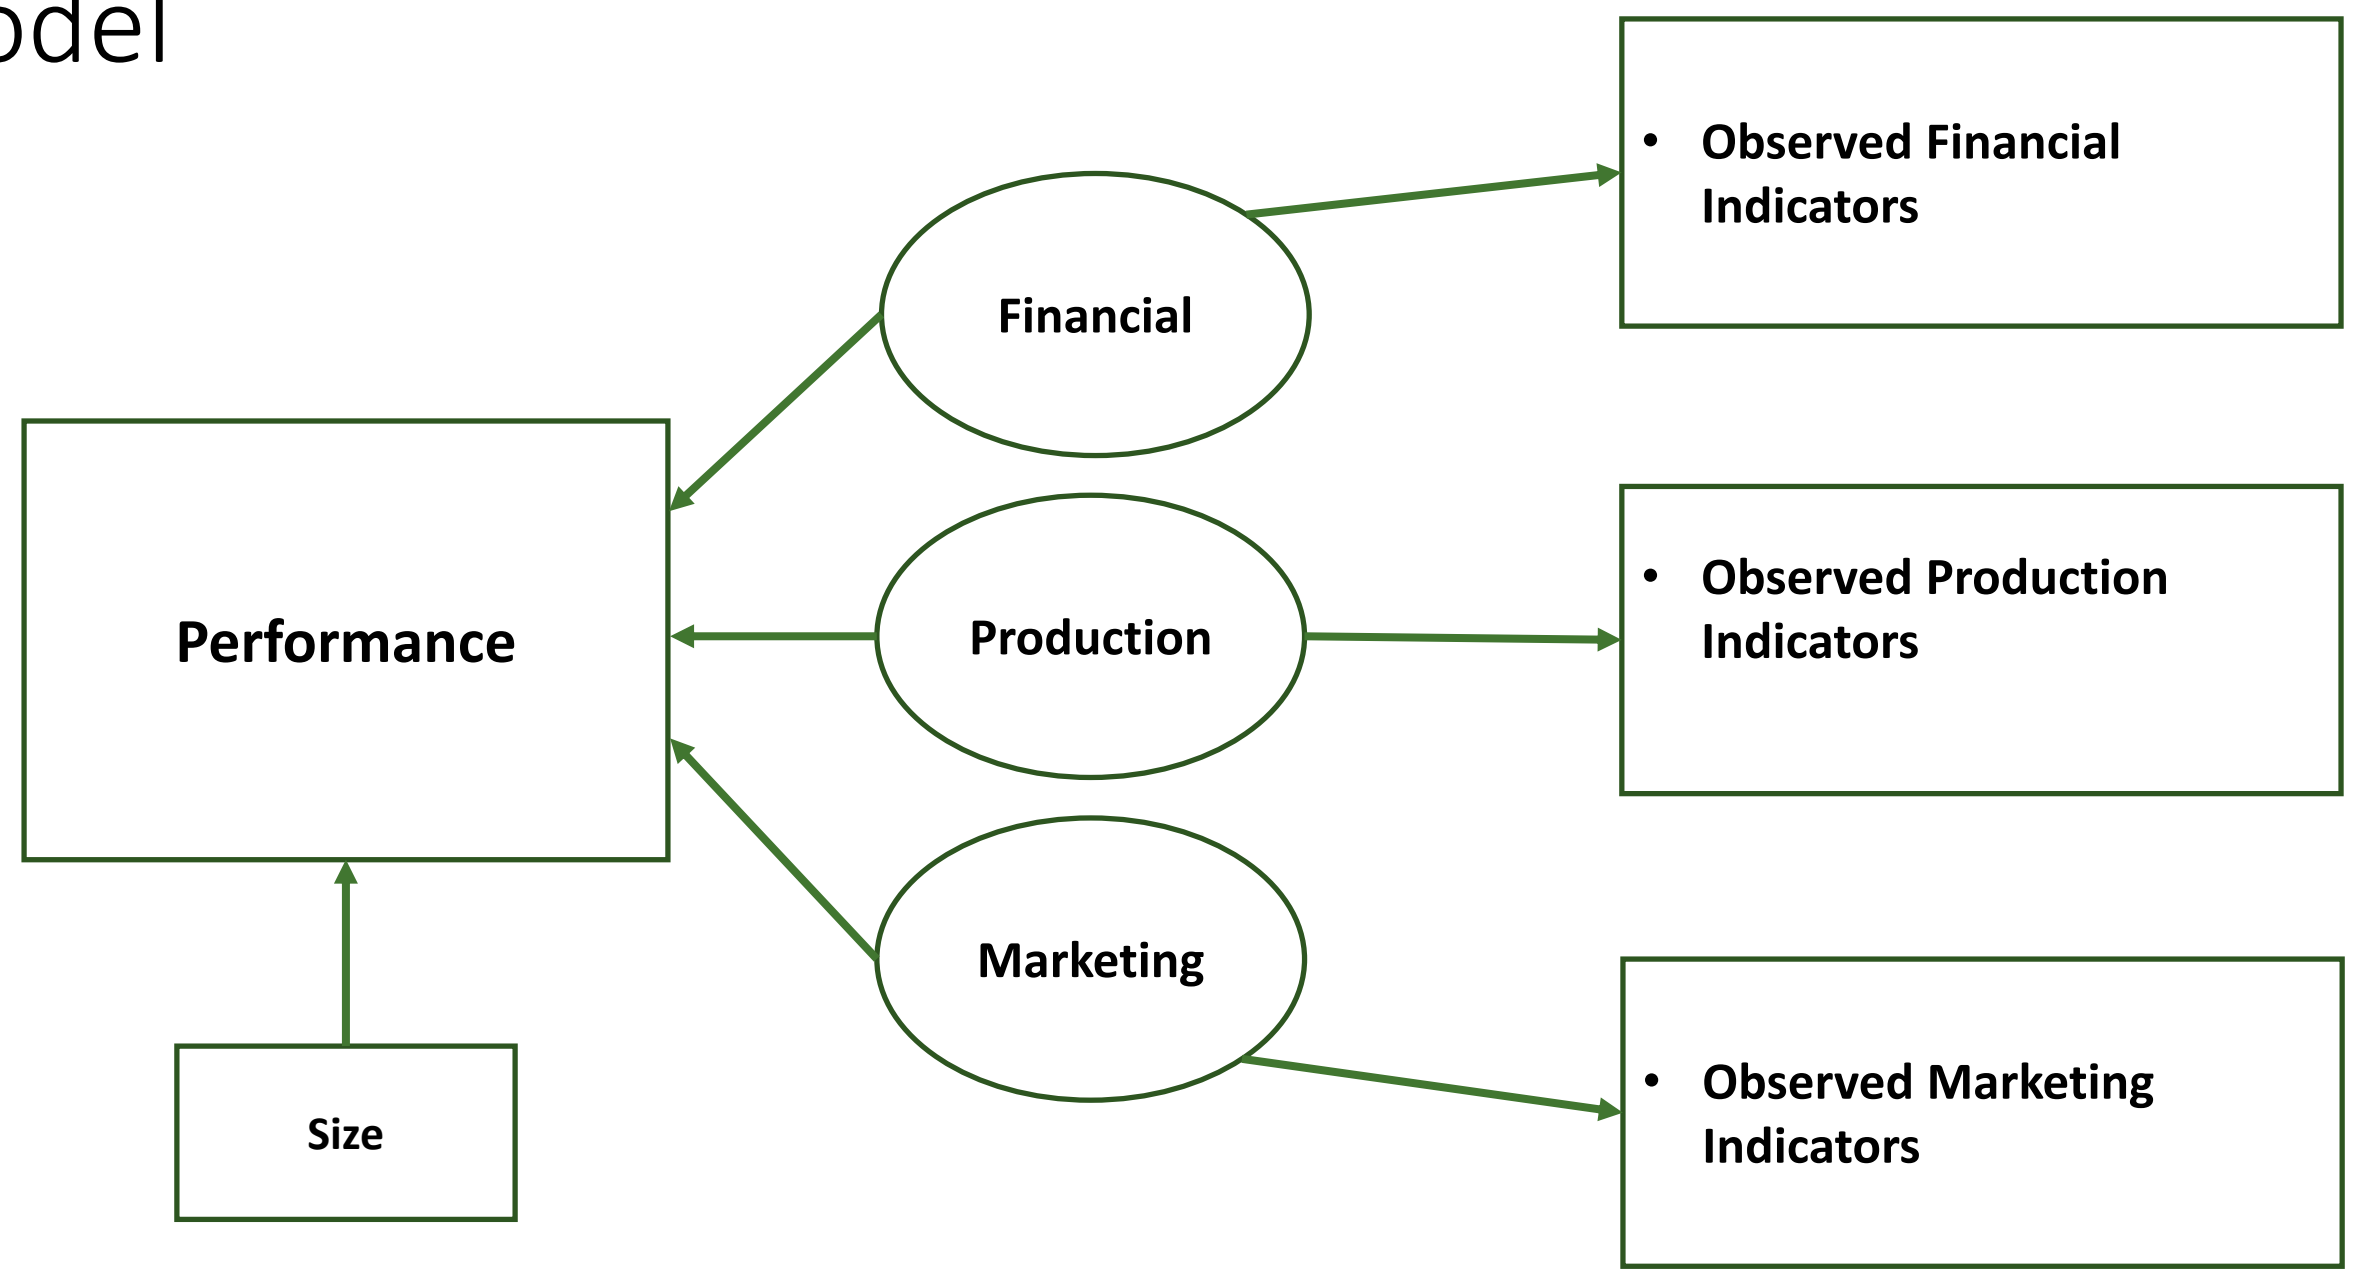 odel
Observed Financial
Indicators
Financial
Performance
Production
Observed Production
Indicators
Marketing
Observed Marketing
Indicators
Size